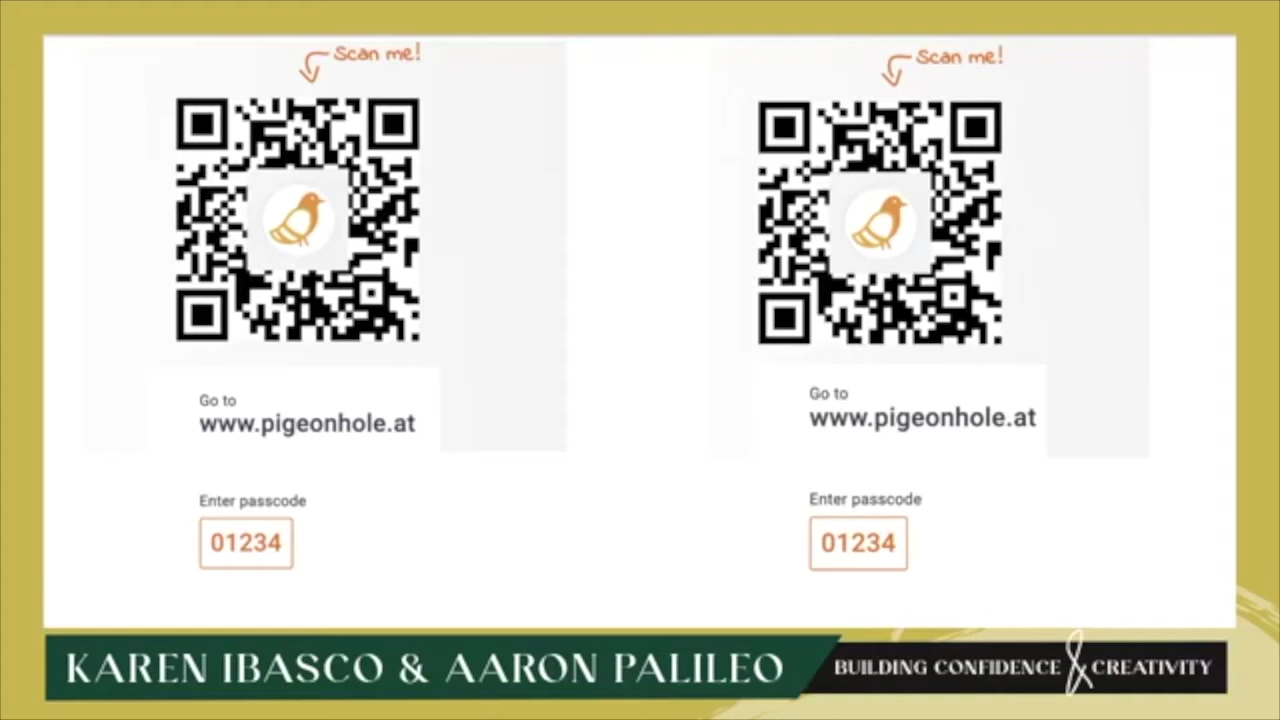 Scan me!
Scan me!
Go to
www.pigeonhole.at
Go to
www.pigeonhole.at
Enter passcode
01234
Enter passcode
01234
KAREN IBASCO & AARON PALILEO
BUILDING CONFIDENCE & CREATIVITY